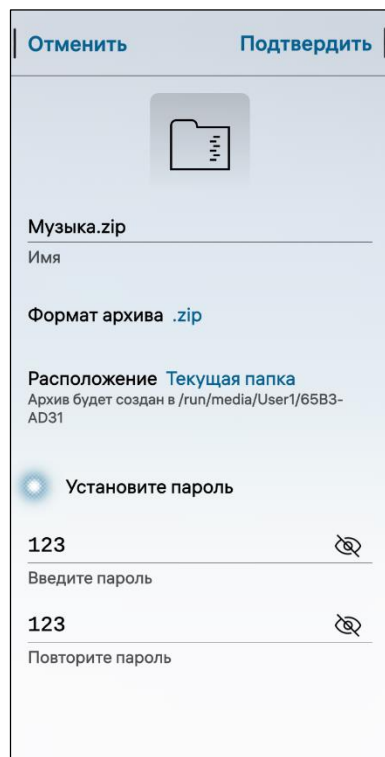 Отменить Подтвердить
Музыка.zip
Имя
Формат архива .zip
Расположение Текущая папка
Архив будет создан в /run/media/User1/65B3-
AD31
Установите пароль
123
Введите пароль
123
Повторите пароль